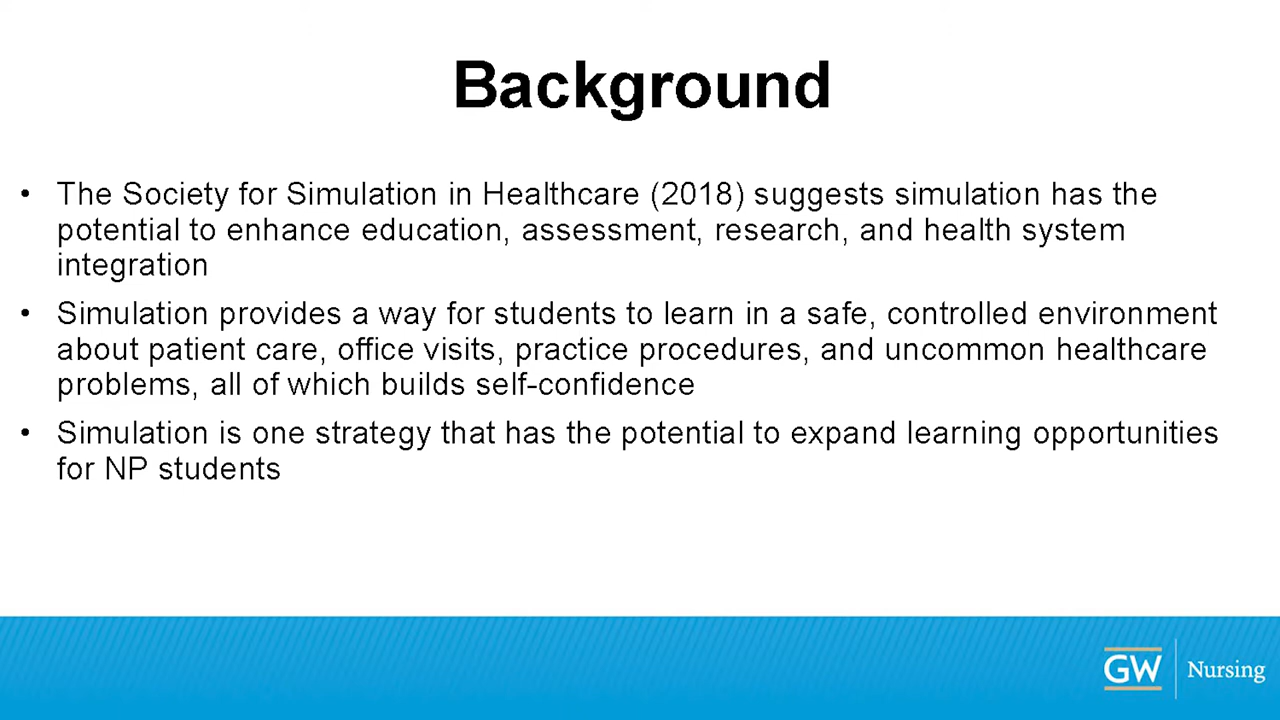 Background
• The Society for Simulation in Healthcare (2018) suggests simulation has the
potential to enhance education, assessment, research, and health system
integration
• Simulation provides a way for students to learn in a safe, controlled environment
about patient care, office visits, practice procedures, and uncommon healthcare
problems, all of which builds self-confidence
• Simulation is one strategy that has the potential to expand learning opportunities
for NP students
GW Nursing